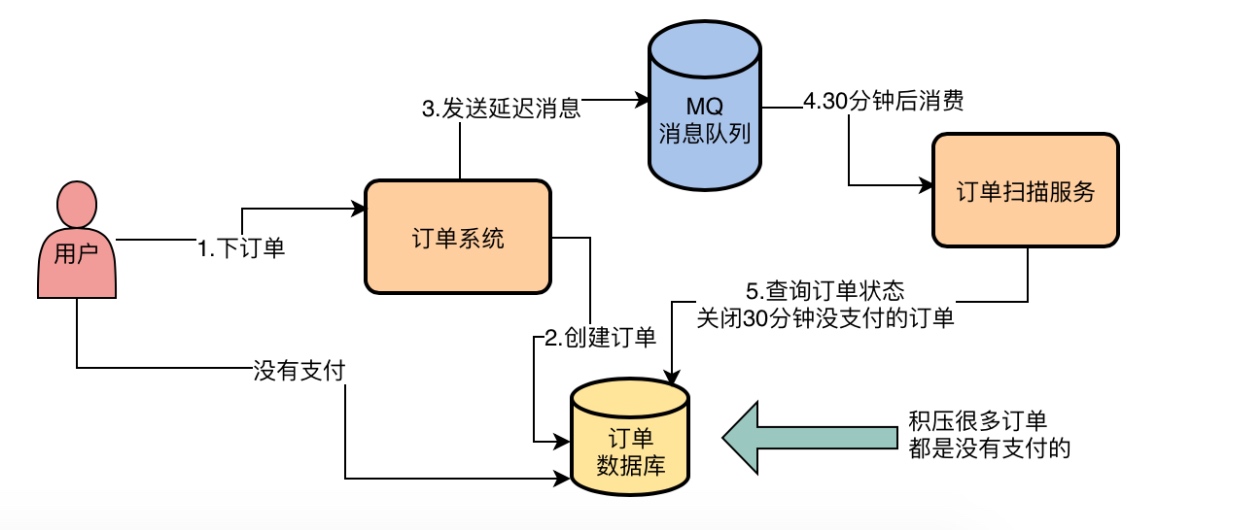 3.发送延迟消息
MQ
消息队列
4.30分钟后消费
订单扫描服务
用户
1.下订单
订单系统
5.查询订单状态
关闭30分钟没支付的订单
2.创建订单
没有支付
订单
数据库
积压很多订单
都是没有支付的